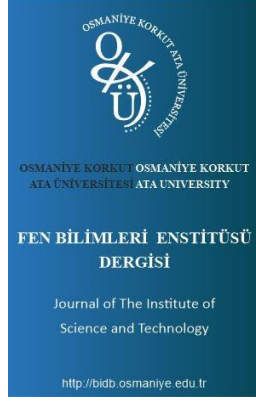 OSMANİYE KORKUT ATA ÜNİVERSİTESİ
OKÜ
OSMANİYE KORKUT OSMANİYE KORKUT
ATA ÜNİVERSİTESİ ATA UNIVERSITY
FEN BİLİMLERİ ENSTİTÜSÜ
DERGİSİ
Journal of The Institute of
Science and Technology
http://bidb.osmaniye.edu.tr